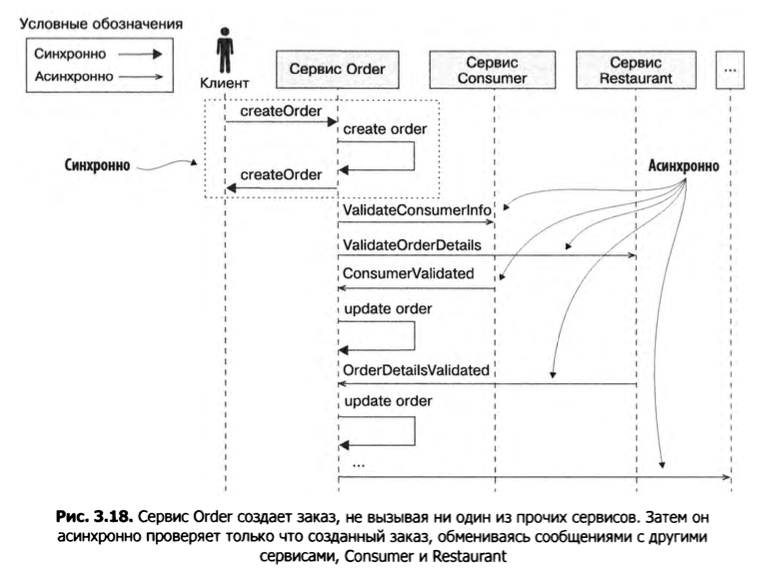 Условные обозначения
Синхронно
Асинхронно
Клиент
Сервис Order
Сервис
Consumer
Сервис
Restaurant
...
createOrder
create order
Синхронно
createOrder
Асинхронно
ValidateConsumerInfo
ValidateOrderDetails
ConsumerValidated
update order
OrderDetailsValidated
update order
...
Рис. 3.18. Сервис Order создает заказ, не вызывая ни один из прочих сервисов. Затем он
асинхронно проверяет только что созданный заказ, обмениваясь сообщениями с другими
сервисами, Consumer и Restaurant